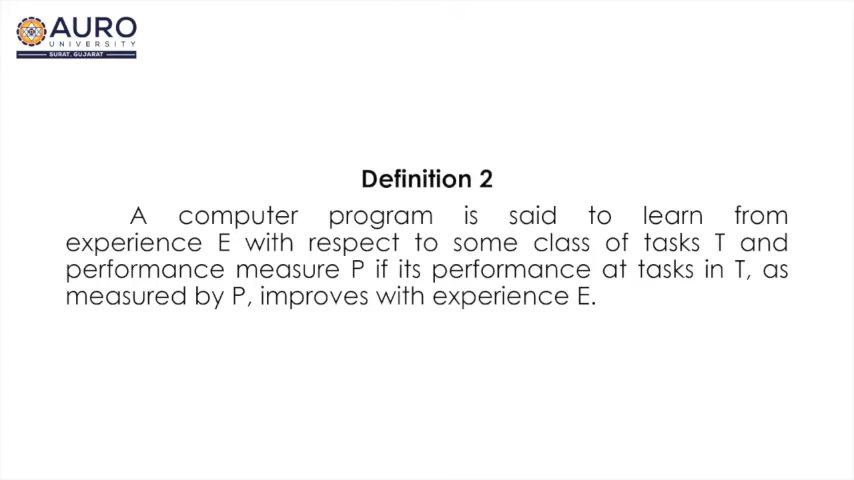 AURO
UNIVERSITY
SURAT, GUJARAT
Definition 2
A computer program is said to learn from
experience E with respect to some class of tasks T and
performance measure P if its performance at tasks in T, as
measured by P, improves with experience E.